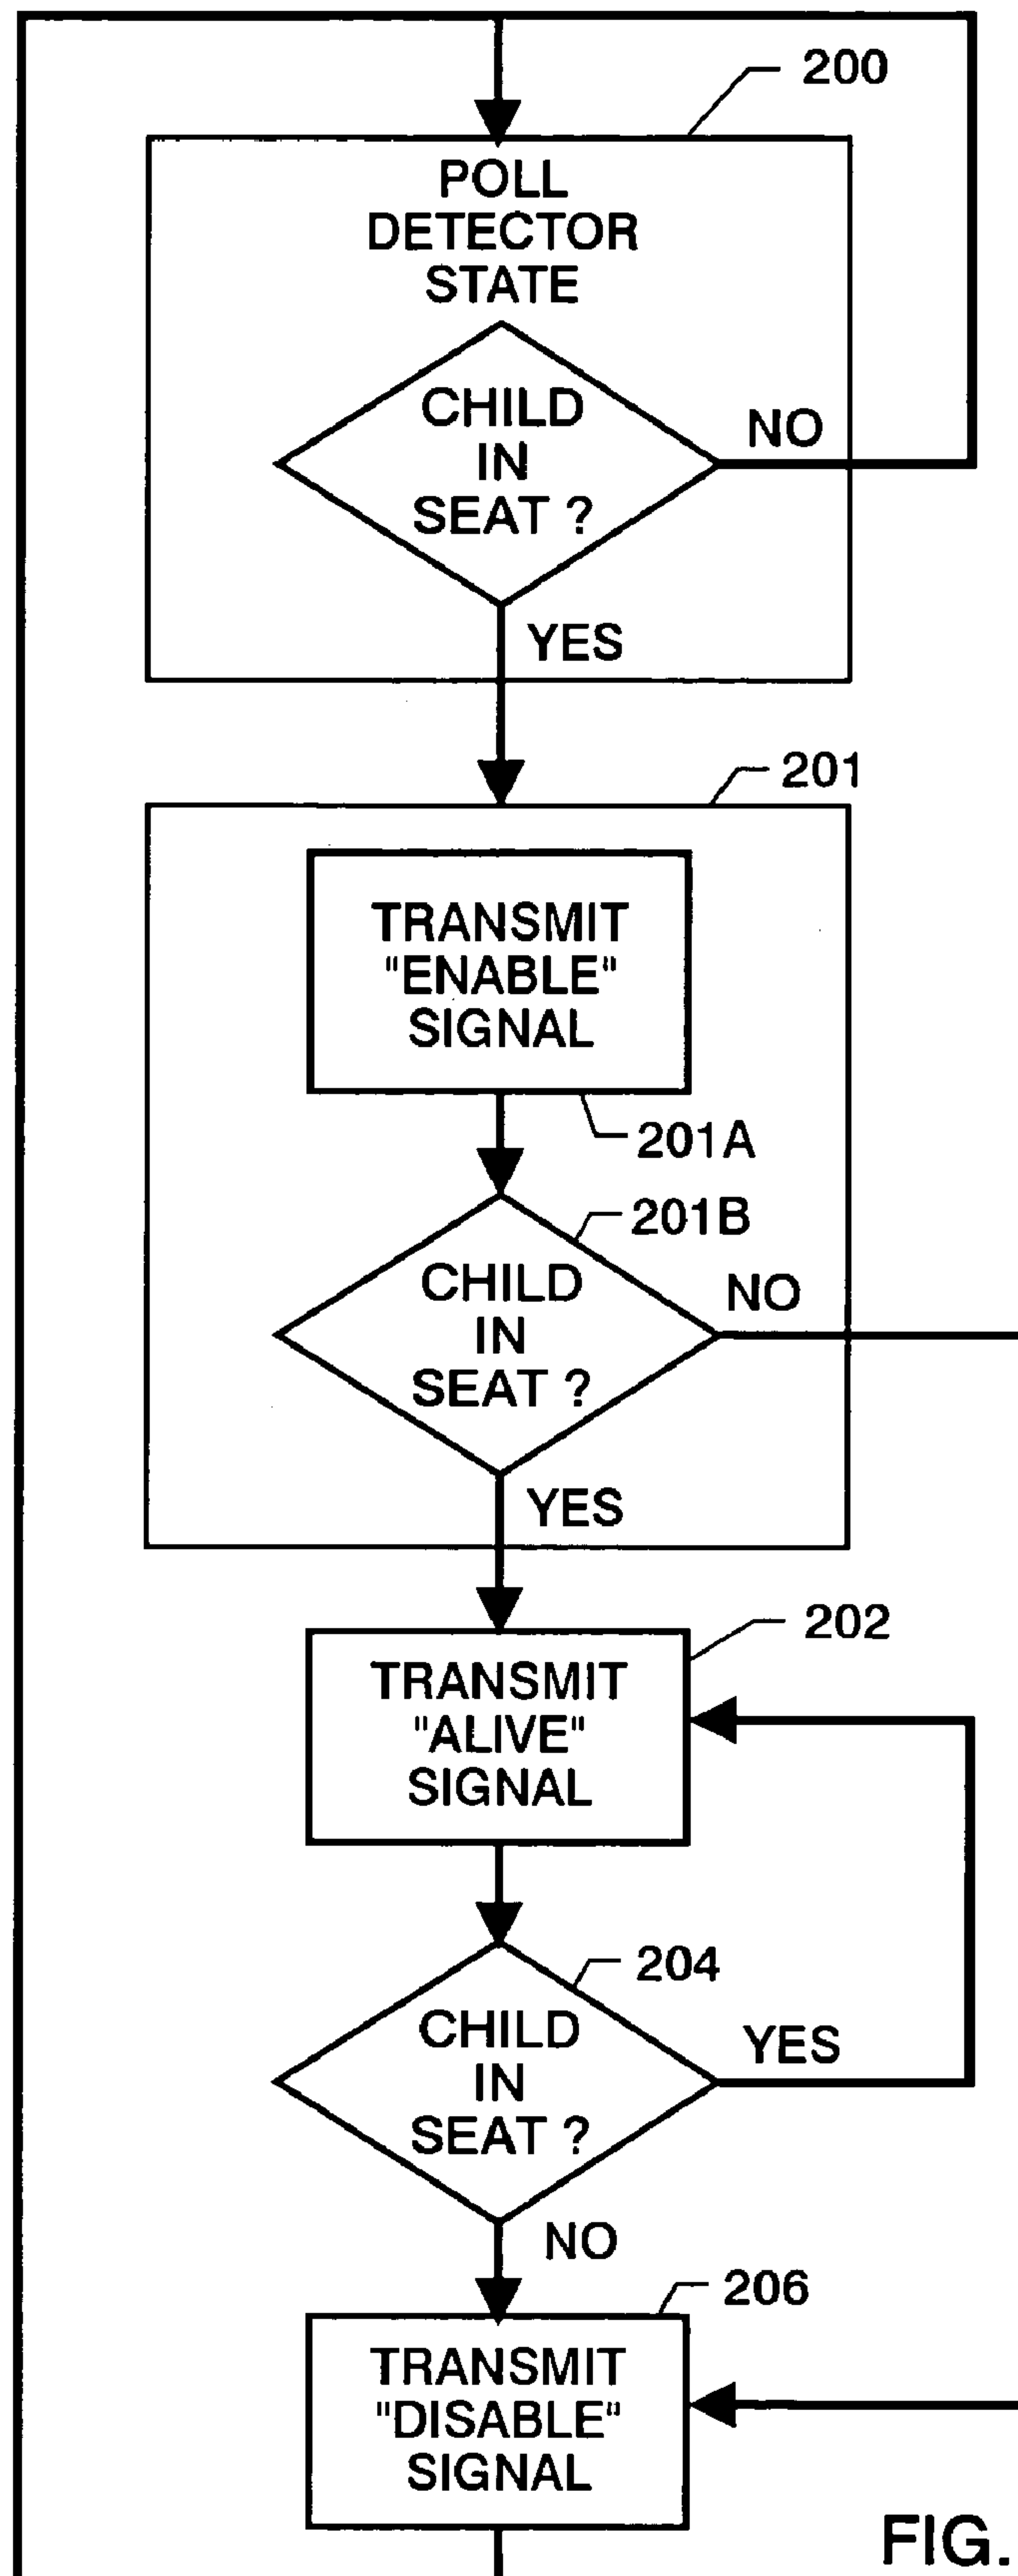 200
POLL
DETECTOR
STATE
CHILD
IN
SEAT ?
NO
YES
201
TRANSMIT
"ENABLE"
SIGNAL
201A
201B
CHILD
IN
SEAT ?
NO
YES
202
TRANSMIT
"ALIVE"
SIGNAL
204
CHILD
IN
SEAT ?
YES
NO
206
TRANSMIT
"DISABLE"
SIGNAL
FIG.